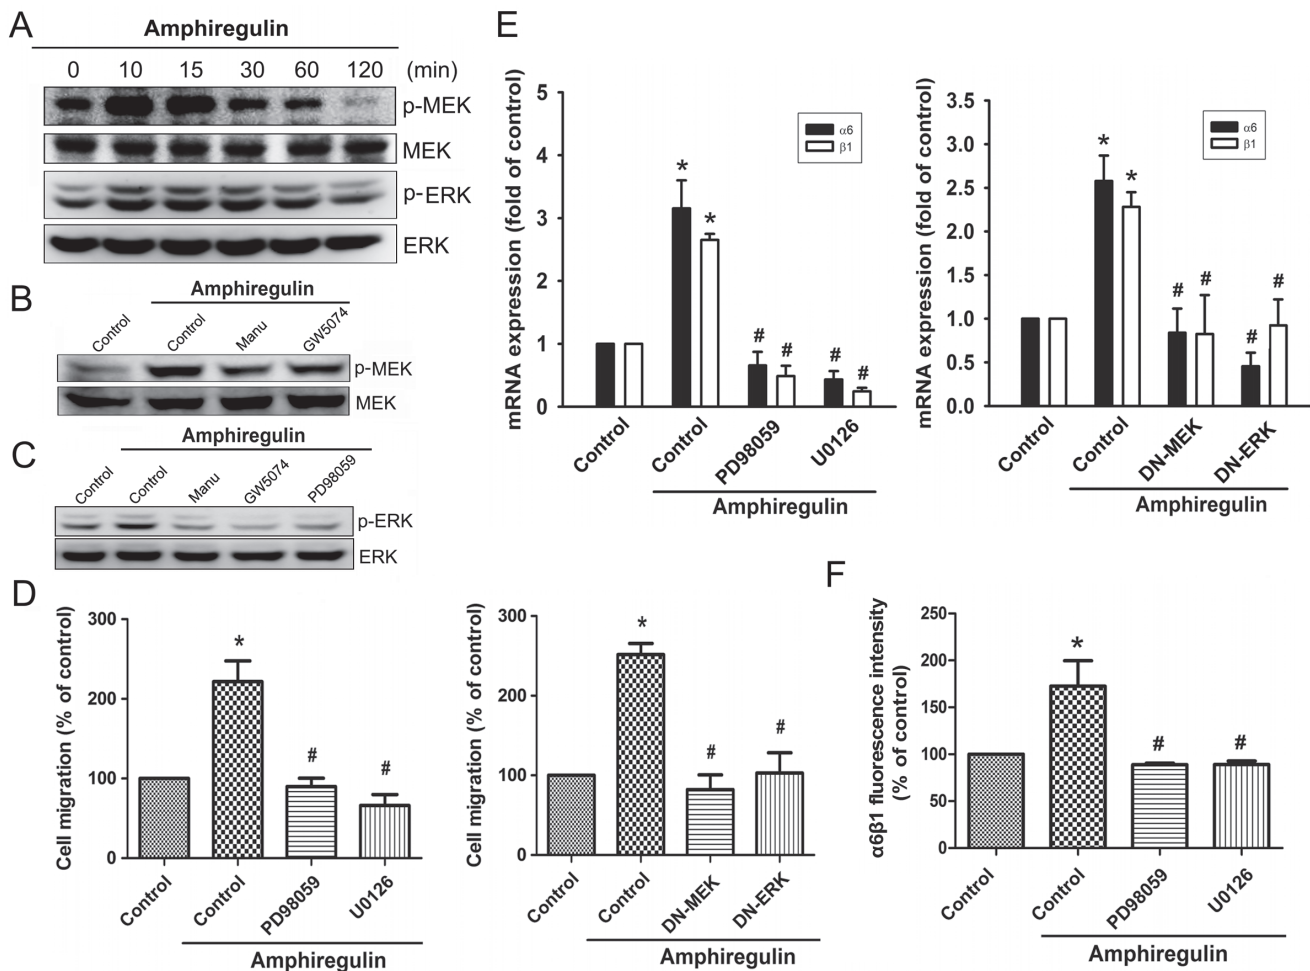 A
Amphiregulin
0 10 15 30 60 120 (min)
p-MEK
MEK
p-ERK
ERK
B
Amphiregulin
Control Control Manu GW5074
p-MEK
MEK
C
Amphiregulin
Control Control Manu GW5074 PD98059
p-ERK
ERK
D
Cell migration (% of control)
300
200
100
0
Control Control PD98059 U0126
Amphiregulin
Cell migration (% of control)
300
200
100
0
* # #
* # #
Control Control DN-MEK DN-ERK
Amphiregulin
E
mRNA expression (fold of control)
5
4
3
2
1
0
α6
β1
* *
# # # #
Control Control PD98059 U0126
Amphiregulin
mRNA expression (fold of control)
3.5
3.0
2.5
2.0
1.5
1.0
0.5
0.0
α6
β1
* *
# # # #
Control Control DN-MEK DN-ERK
Amphiregulin
F
α6β1 fluorescence intensity
(% of control)
250
200
150
100
50
0
* # #
Control Control PD98059 U0126
Amphiregulin